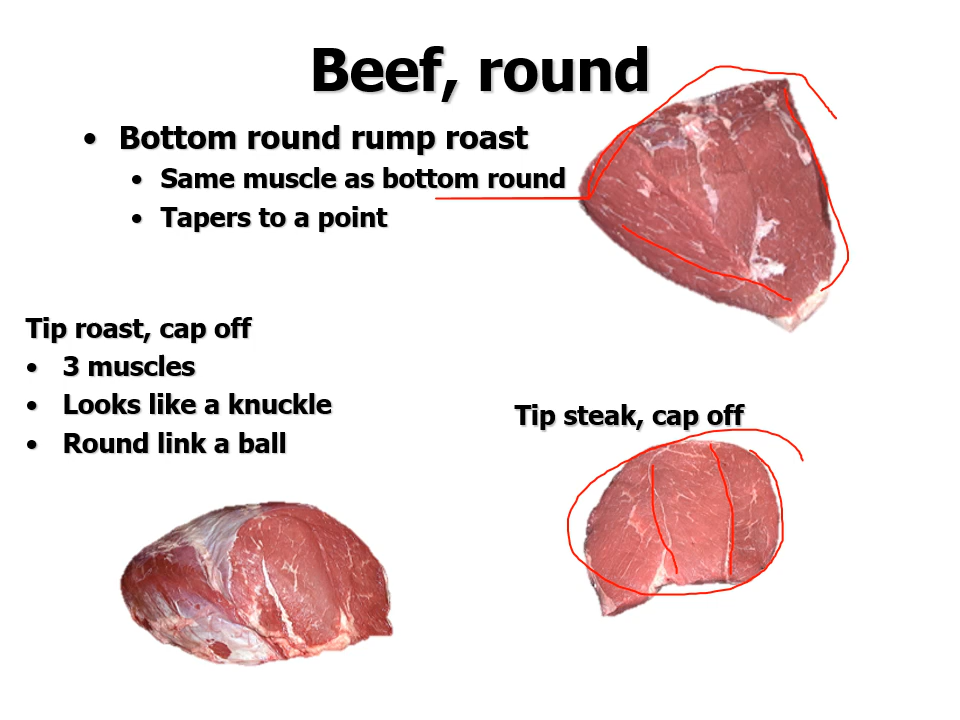 Beef, round
• Bottom round rump roast
• Same muscle as bottom round
• Tapers to a point
Tip roast, cap off
• 3 muscles
• Looks like a knuckle
• Round link a ball
Tip steak, cap off